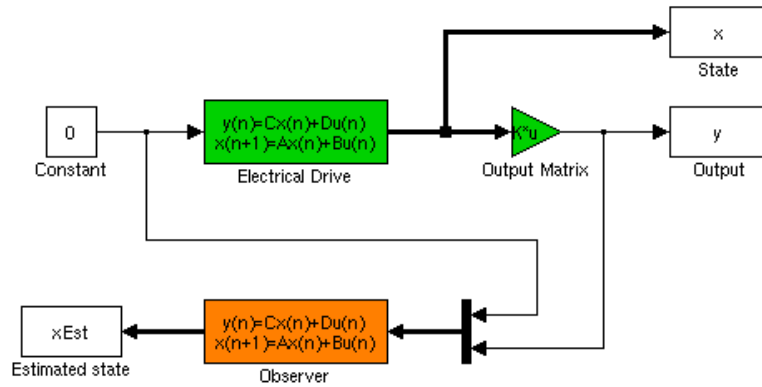 x
State
0
Constant
y(n)=Cx(n)+Du(n)
x(n+1)=Ax(n)+Bu(n)
Electrical Drive
K*u
Output Matrix
y
Output
xEst
Estimated state
y(n)=Cx(n)+Du(n)
x(n+1)=Ax(n)+Bu(n)
Observer